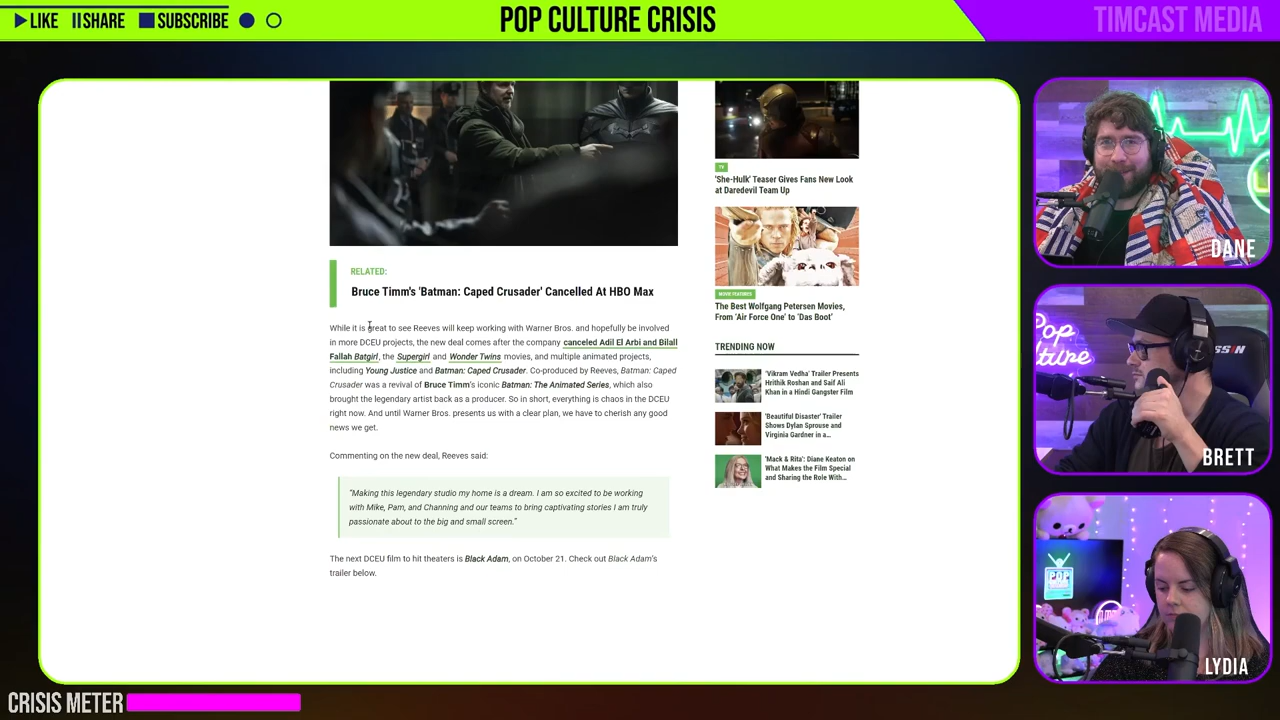 LIKE SHARE SUBSCRIBE
POP CULTURE CRISIS
TIMCAST MEDIA
RELATED:
Bruce Timm's 'Batman: Caped Crusader' Cancelled At HBO Max
While it is great to see Reeves will keep working with Warner Bros. and hopefully be involved
in more DCEU projects, the new deal comes after the company canceled Adil El Arbi and Bilall
Fallah Batgirl, the Supergirl and Wonder Twins movies, and multiple animated projects,
including Young Justice and Batman: Caped Crusader. Co-produced by Reeves, Batman: Caped
Crusader was a revival of Bruce Timm's iconic Batman: The Animated Series, which also
brought the legendary artist back as a producer. So in short, everything is chaos in the DCEU
right now. And until Warner Bros. presents us with a clear plan, we have to cherish any good
news we get.
Commenting on the new deal, Reeves said:
"Making this legendary studio my home is a dream. I am so excited to be working
with Mike, Pam, and Channing and our teams to bring captivating stories I am truly
passionate about to the big and small screen."
The next DCEU film to hit theaters is Black Adam, on October 21. Check out Black Adam's
trailer below.
TV
'She-Hulk' Teaser Gives Fans New Look
at Daredevil Team Up
MOVIE FEATURES
The Best Wolfgang Petersen Movies,
From 'Air Force One' to 'Das Boot'
TRENDING NOW
'Vikram Vedha' Trailer Presents
Hrithik Roshan and Saif Ali
Khan in a Hindi Gangster Film
'Beautiful Disaster' Trailer
Shows Dylan Sprouse and
Virginia Gardner in a...
'Mack & Rita': Diane Keaton on
What Makes the Film Special
and Sharing the Role With...
DANE
Pop
BRETT
POP
LYDIA
CRISIS METER